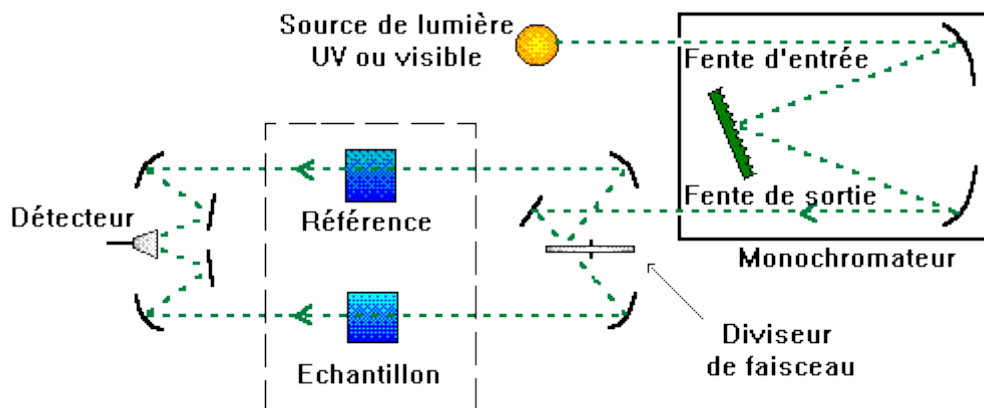 Source de lumière
UV ou visible
Fente d'entrée
Fente de sortie
Monochromateur
Détecteur
Référence
Echantillon
Diviseur
de faisceau